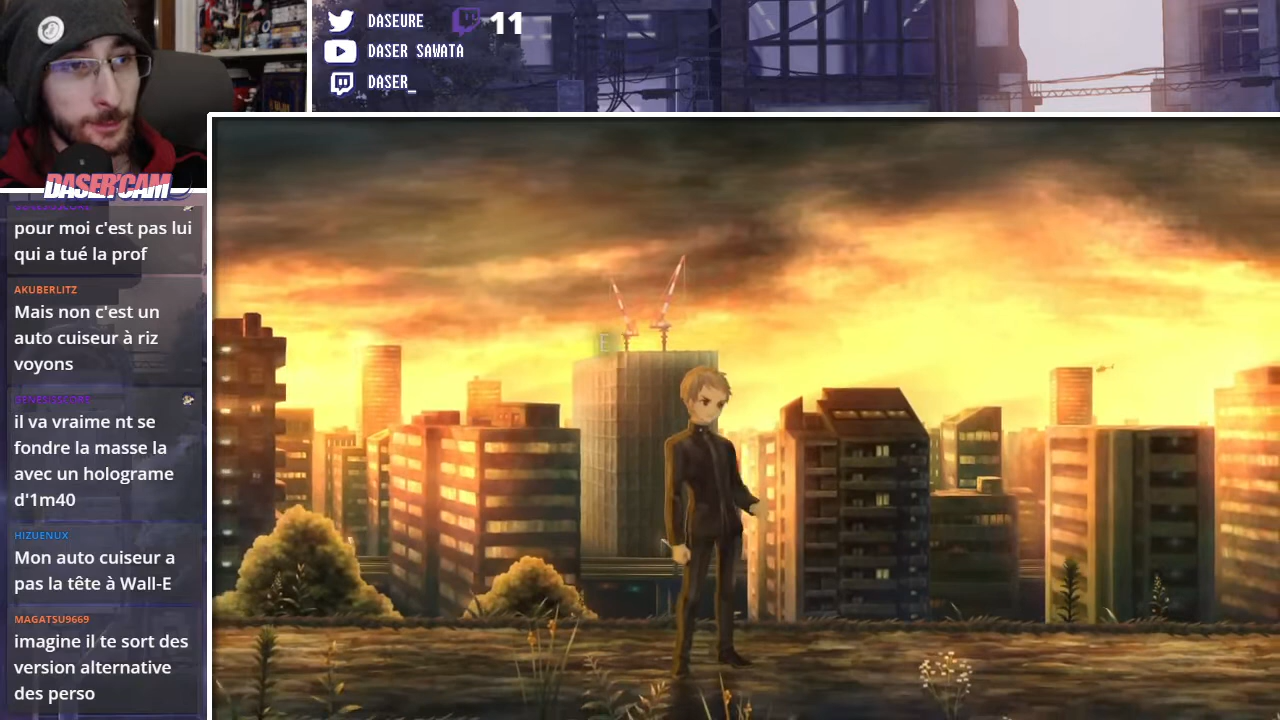 DASEURE
11
DASER SAWATA
DASER_
DASER'CAM
pour moi c'est pas lui
qui a tué la prof
AKUBERLITZ
Mais non c'est un
auto cuiseur à riz
voyons
GENESISSCORE
il va vraime nt se
fondre la masse la
avec un holograme
d'1m40
HIZUENUX
Mon auto cuiseur a
pas la tête à Wall-E
MAGATSU9669
imagine il te sort des
version alternative
des perso
E